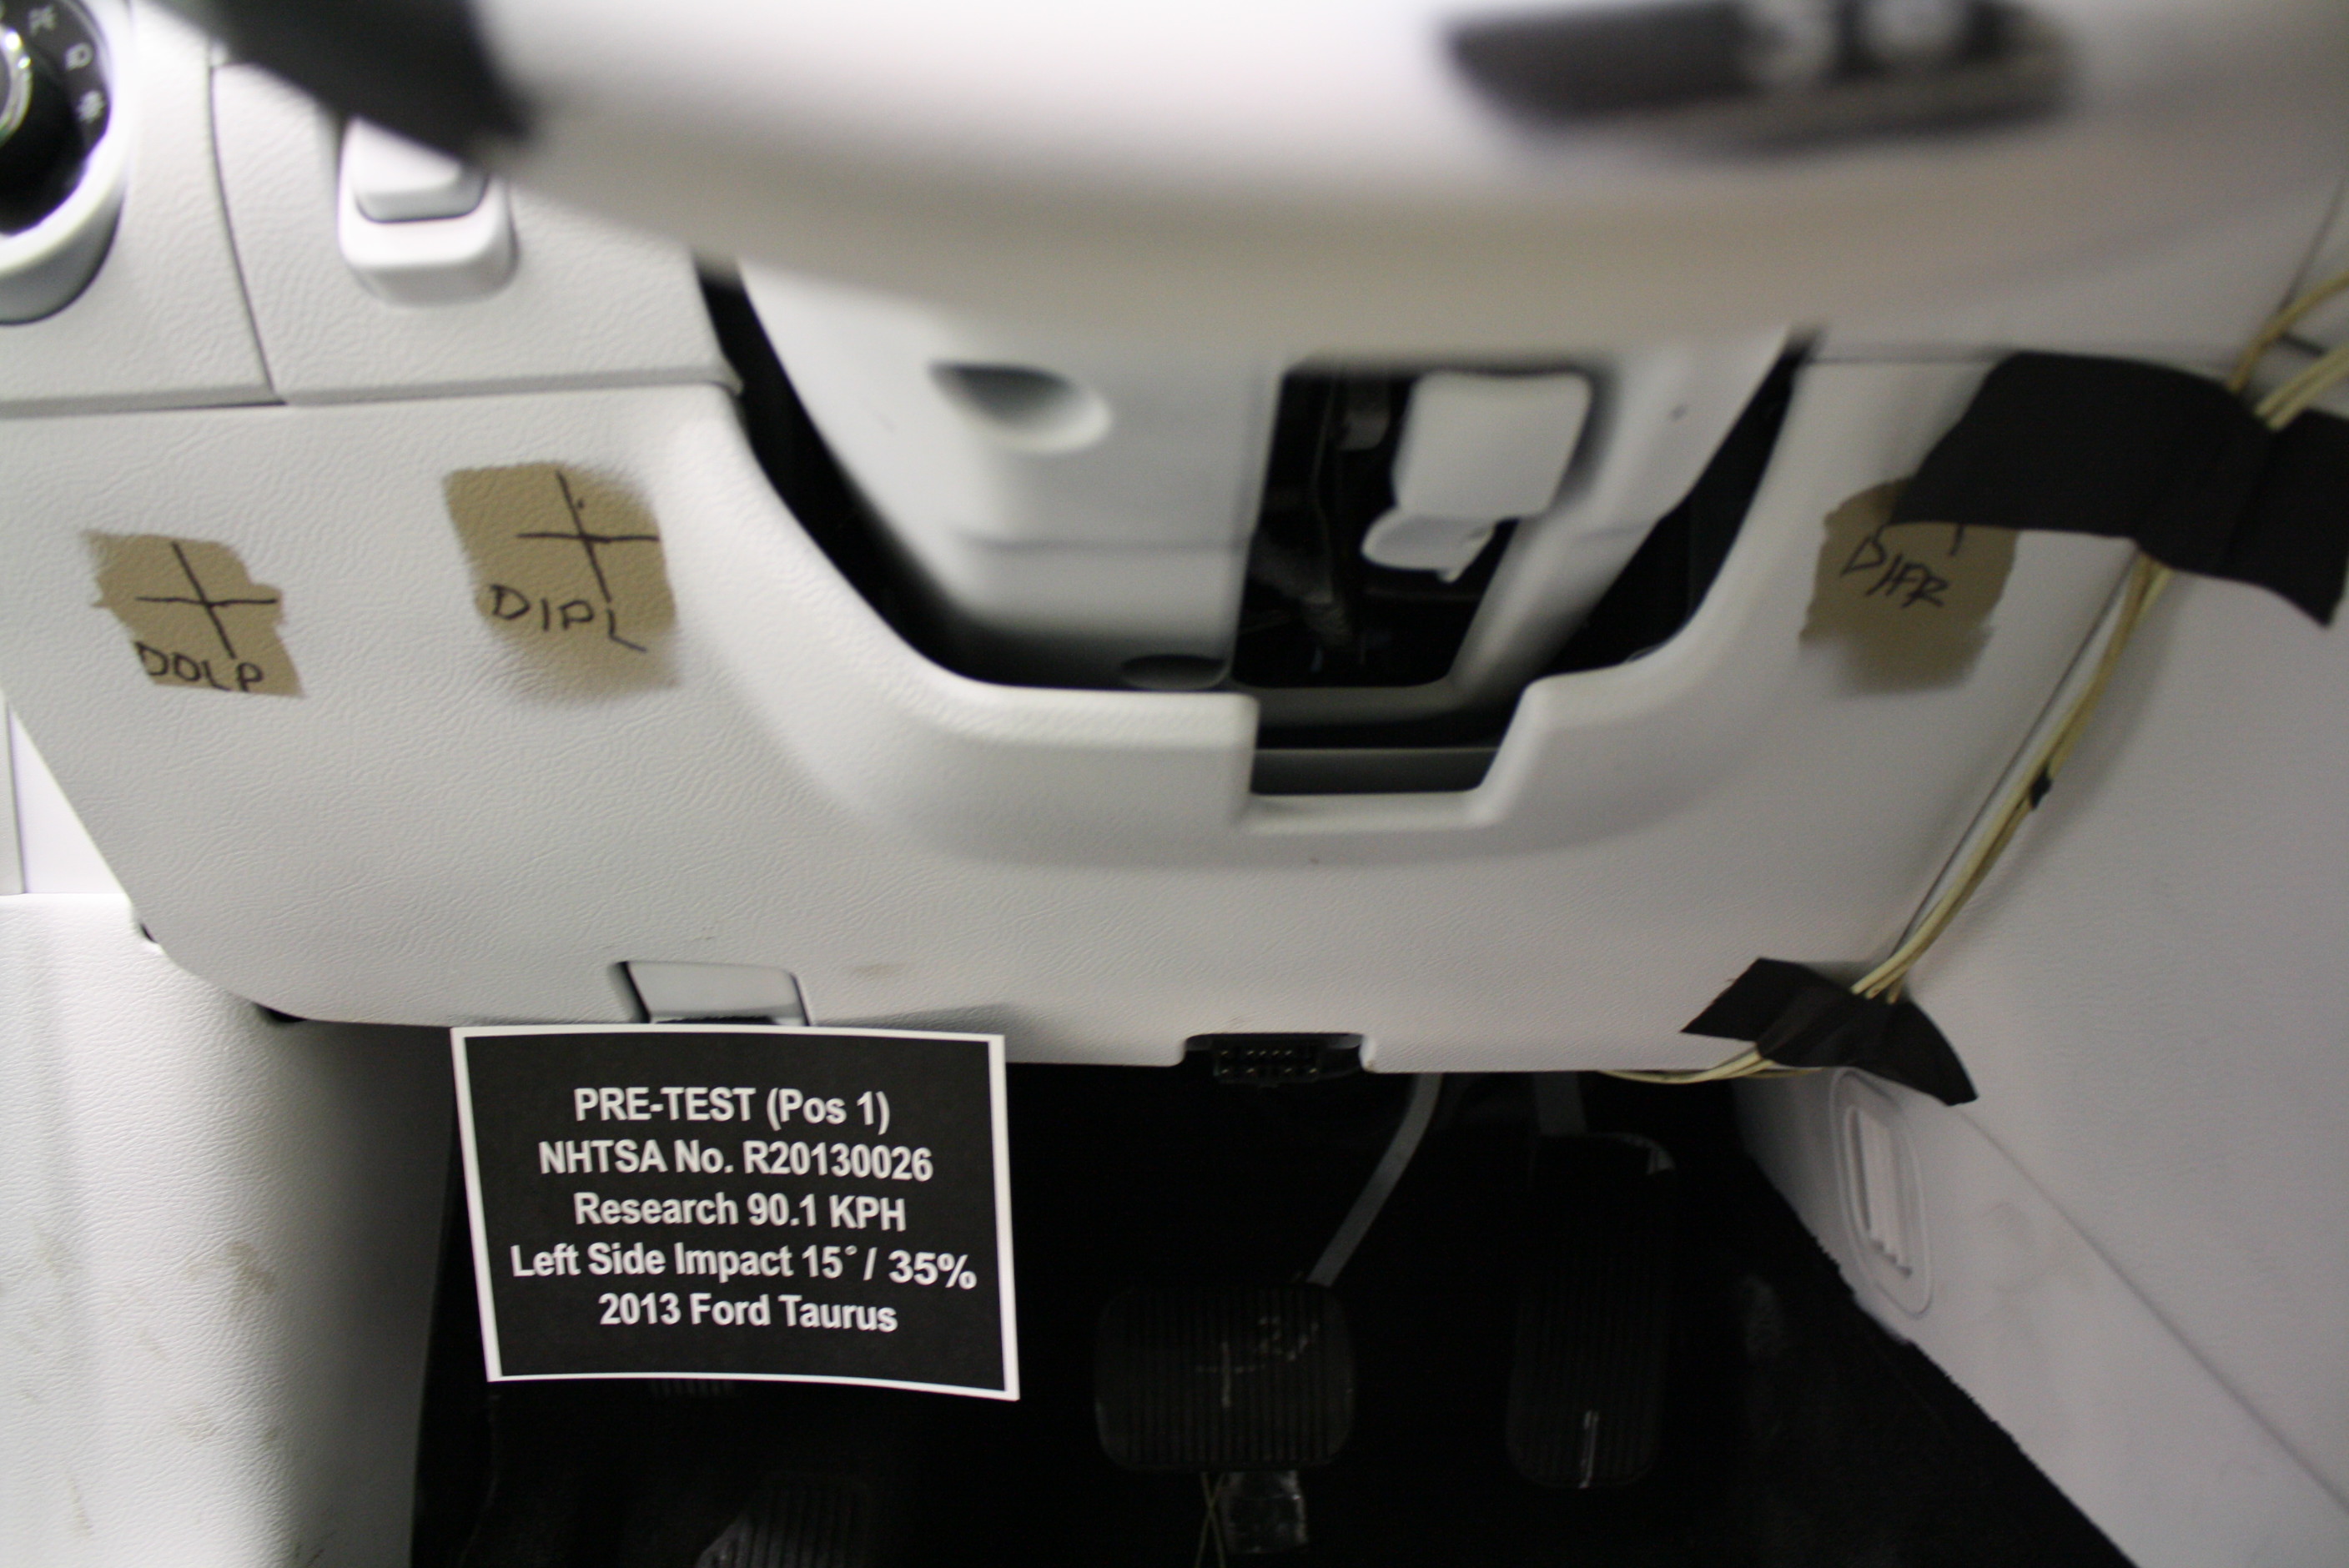 DOLP
DIPL
PRE-TEST (Pos 1)
NHTSA No. R20130026
Research 90.1 KPH
Left Side Impact 15° / 35%
2013 Ford Taurus